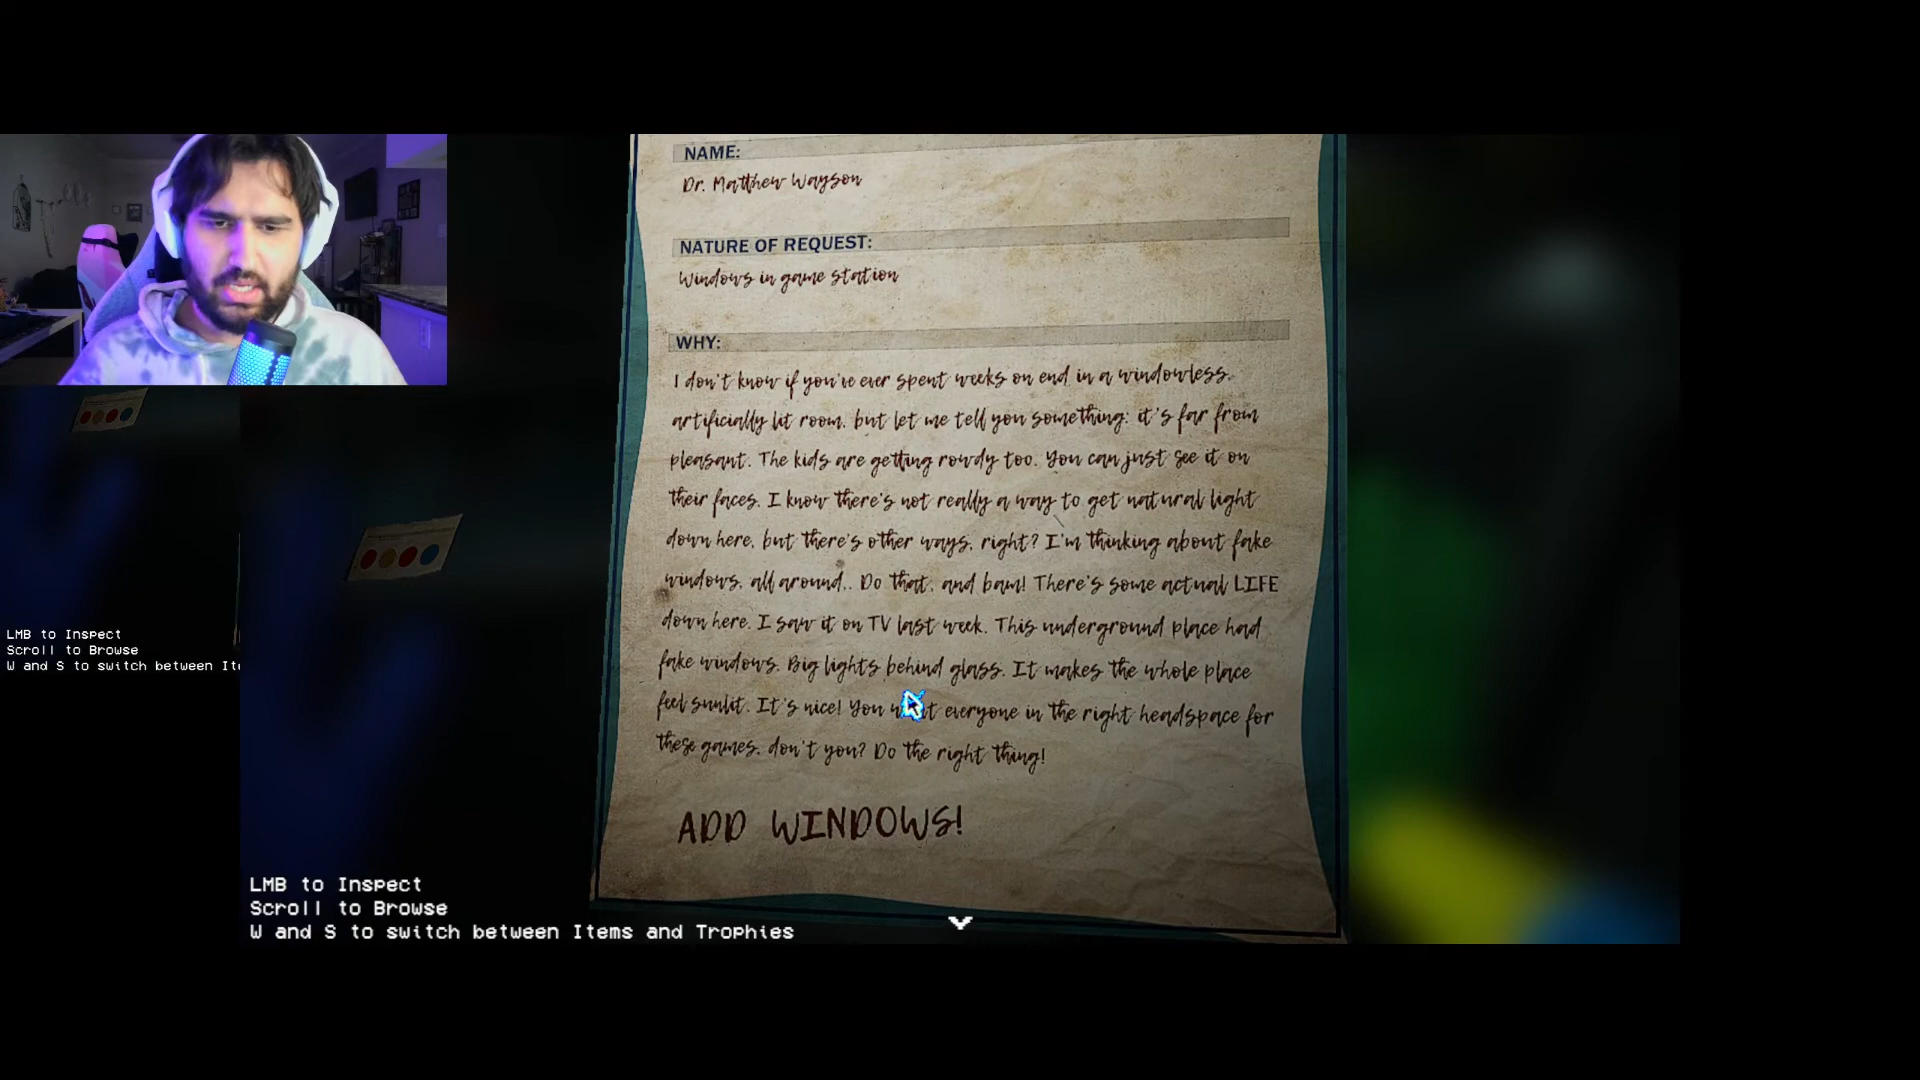 NAME:
Dr. Matthew Wayson
NATURE OF REQUEST:
Windows in game station
WHY:
I don't know if you've ever spent weeks on end in a windowless,
artificially lit room, but let me tell you something: it's far from
pleasant. The kids are getting rowdy too. You can just see it on
their faces. I know there's not really a way to get natural light
down here, but there's other ways, right? I'm thinking about fake
windows, all around.. Do that, and bam! There's some actual LIFE
down here. I saw it on TV last week. This underground place had
fake windows. Big lights behind glass. It makes the whole place
feel sunlit. It's nice! You everyone in the right headspace for
these games, don't you? Do the right thing!
ADD WINDOWS!
LMB to Inspect
Scroll to Browse
W and S to switch between Ite
LMB to Inspect
Scroll to Browse
W and S to switch between Items and Trophies